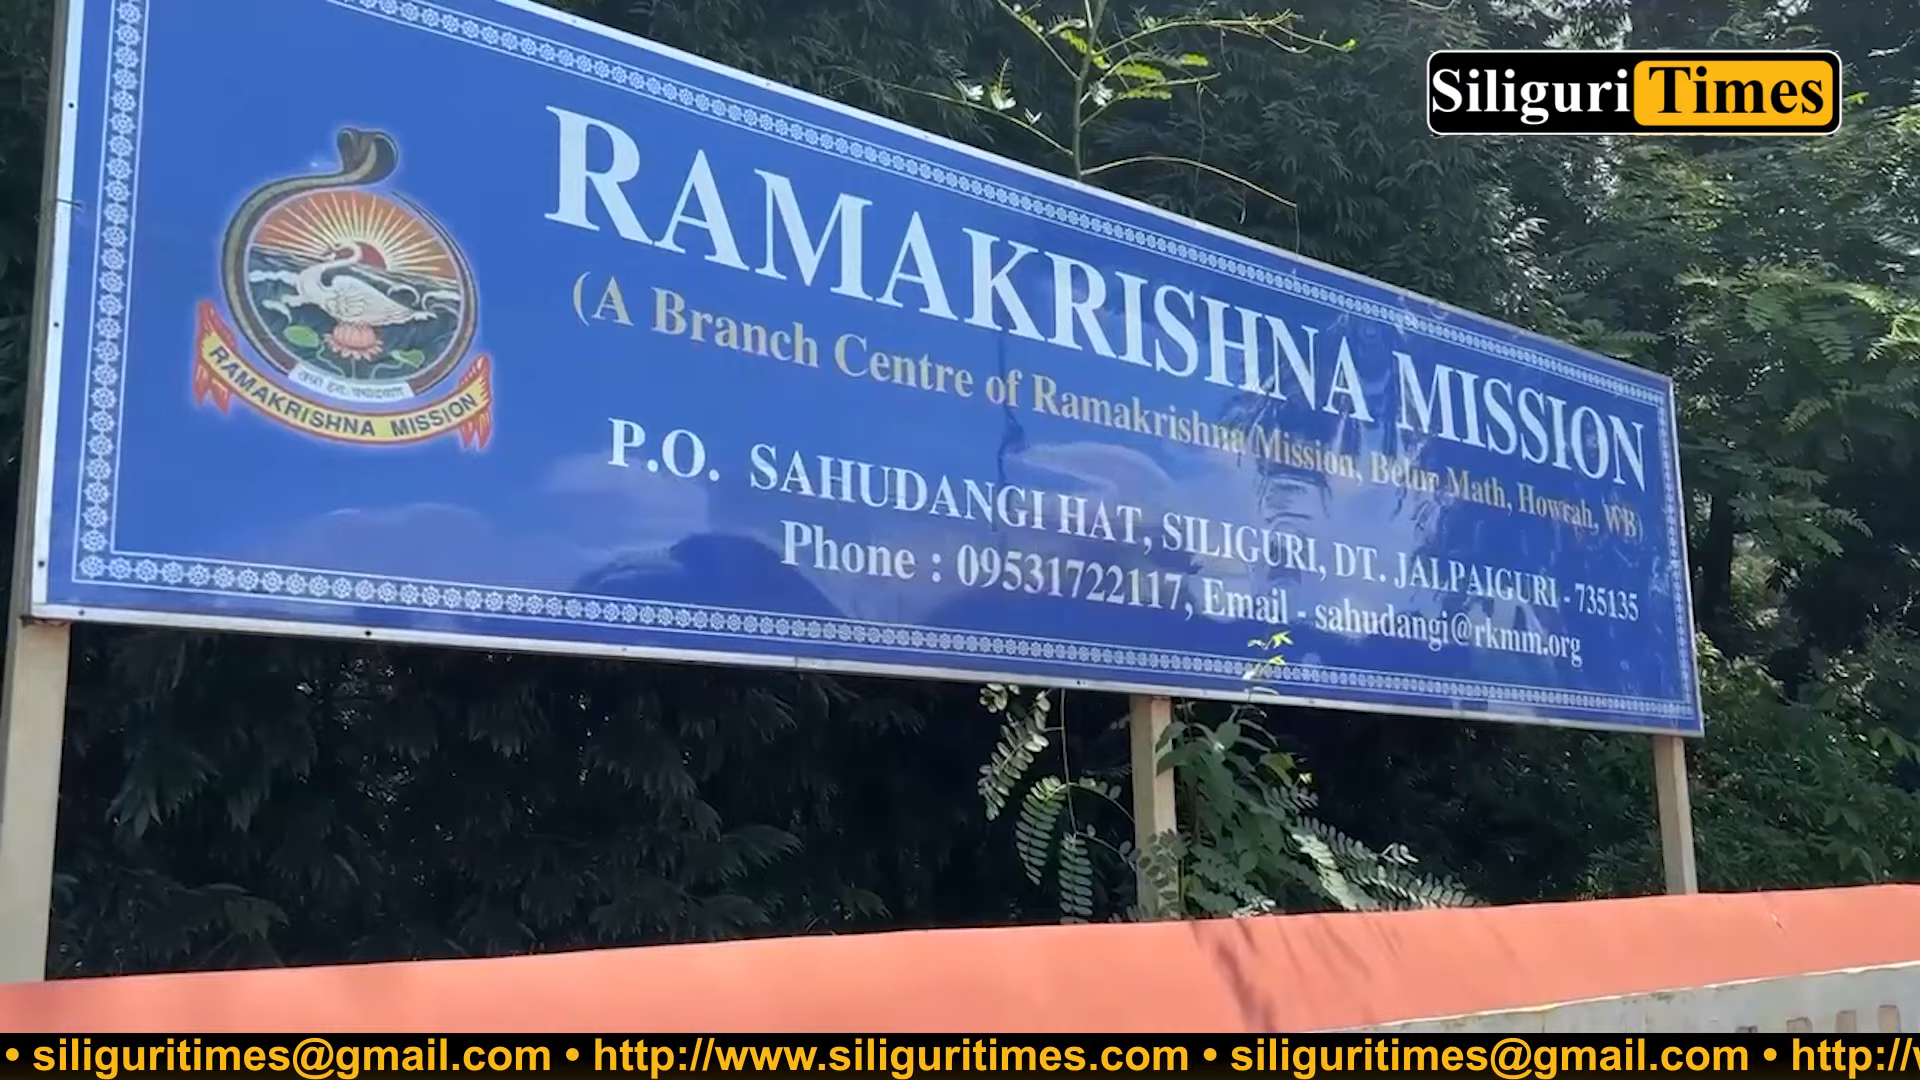 Siliguri Times
RAMAKRISHNA MISSION
(A Branch Centre of Ramakrishna Mission, Belur Math, Howrah, WB)
P.O. SAHUDANGI HAT, SILIGURI, DT. JALPAIGURI - 735135
Phone : 09531722117, Email - sahudangi@rkmm.org
RAMAKRISHNA MISSION
• siliguritimes@gmail.com • http://www.siliguritimes.com • siliguritimes@gmail.com • http://